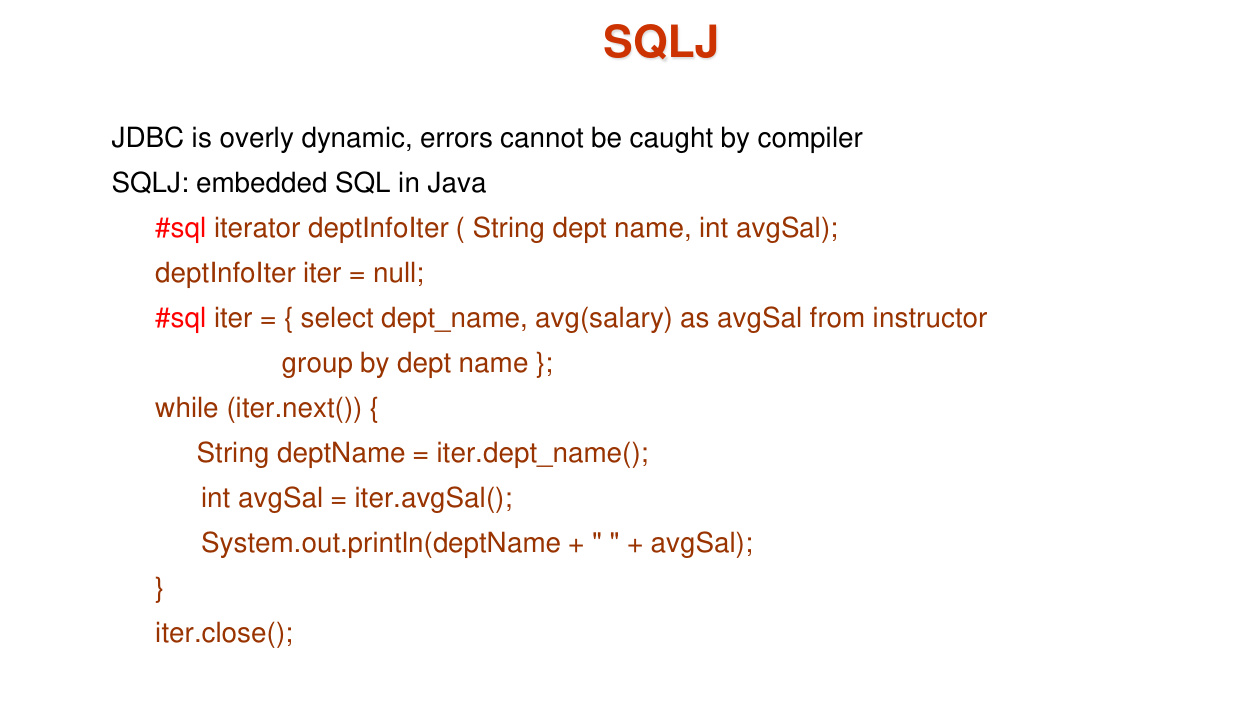 SQLJ
JDBC is overly dynamic, errors cannot be caught by compiler
SQLJ: embedded SQL in Java
#sql iterator deptInfoIter ( String dept name, int avgSal);
deptInfoIter iter = null;
#sql iter = { select dept_name, avg(salary) as avgSal from instructor
group by dept name };
while (iter.next()) {
String deptName = iter.dept_name();
int avgSal = iter.avgSal();
System.out.println(deptName + " " + avgSal);
}
iter.close();